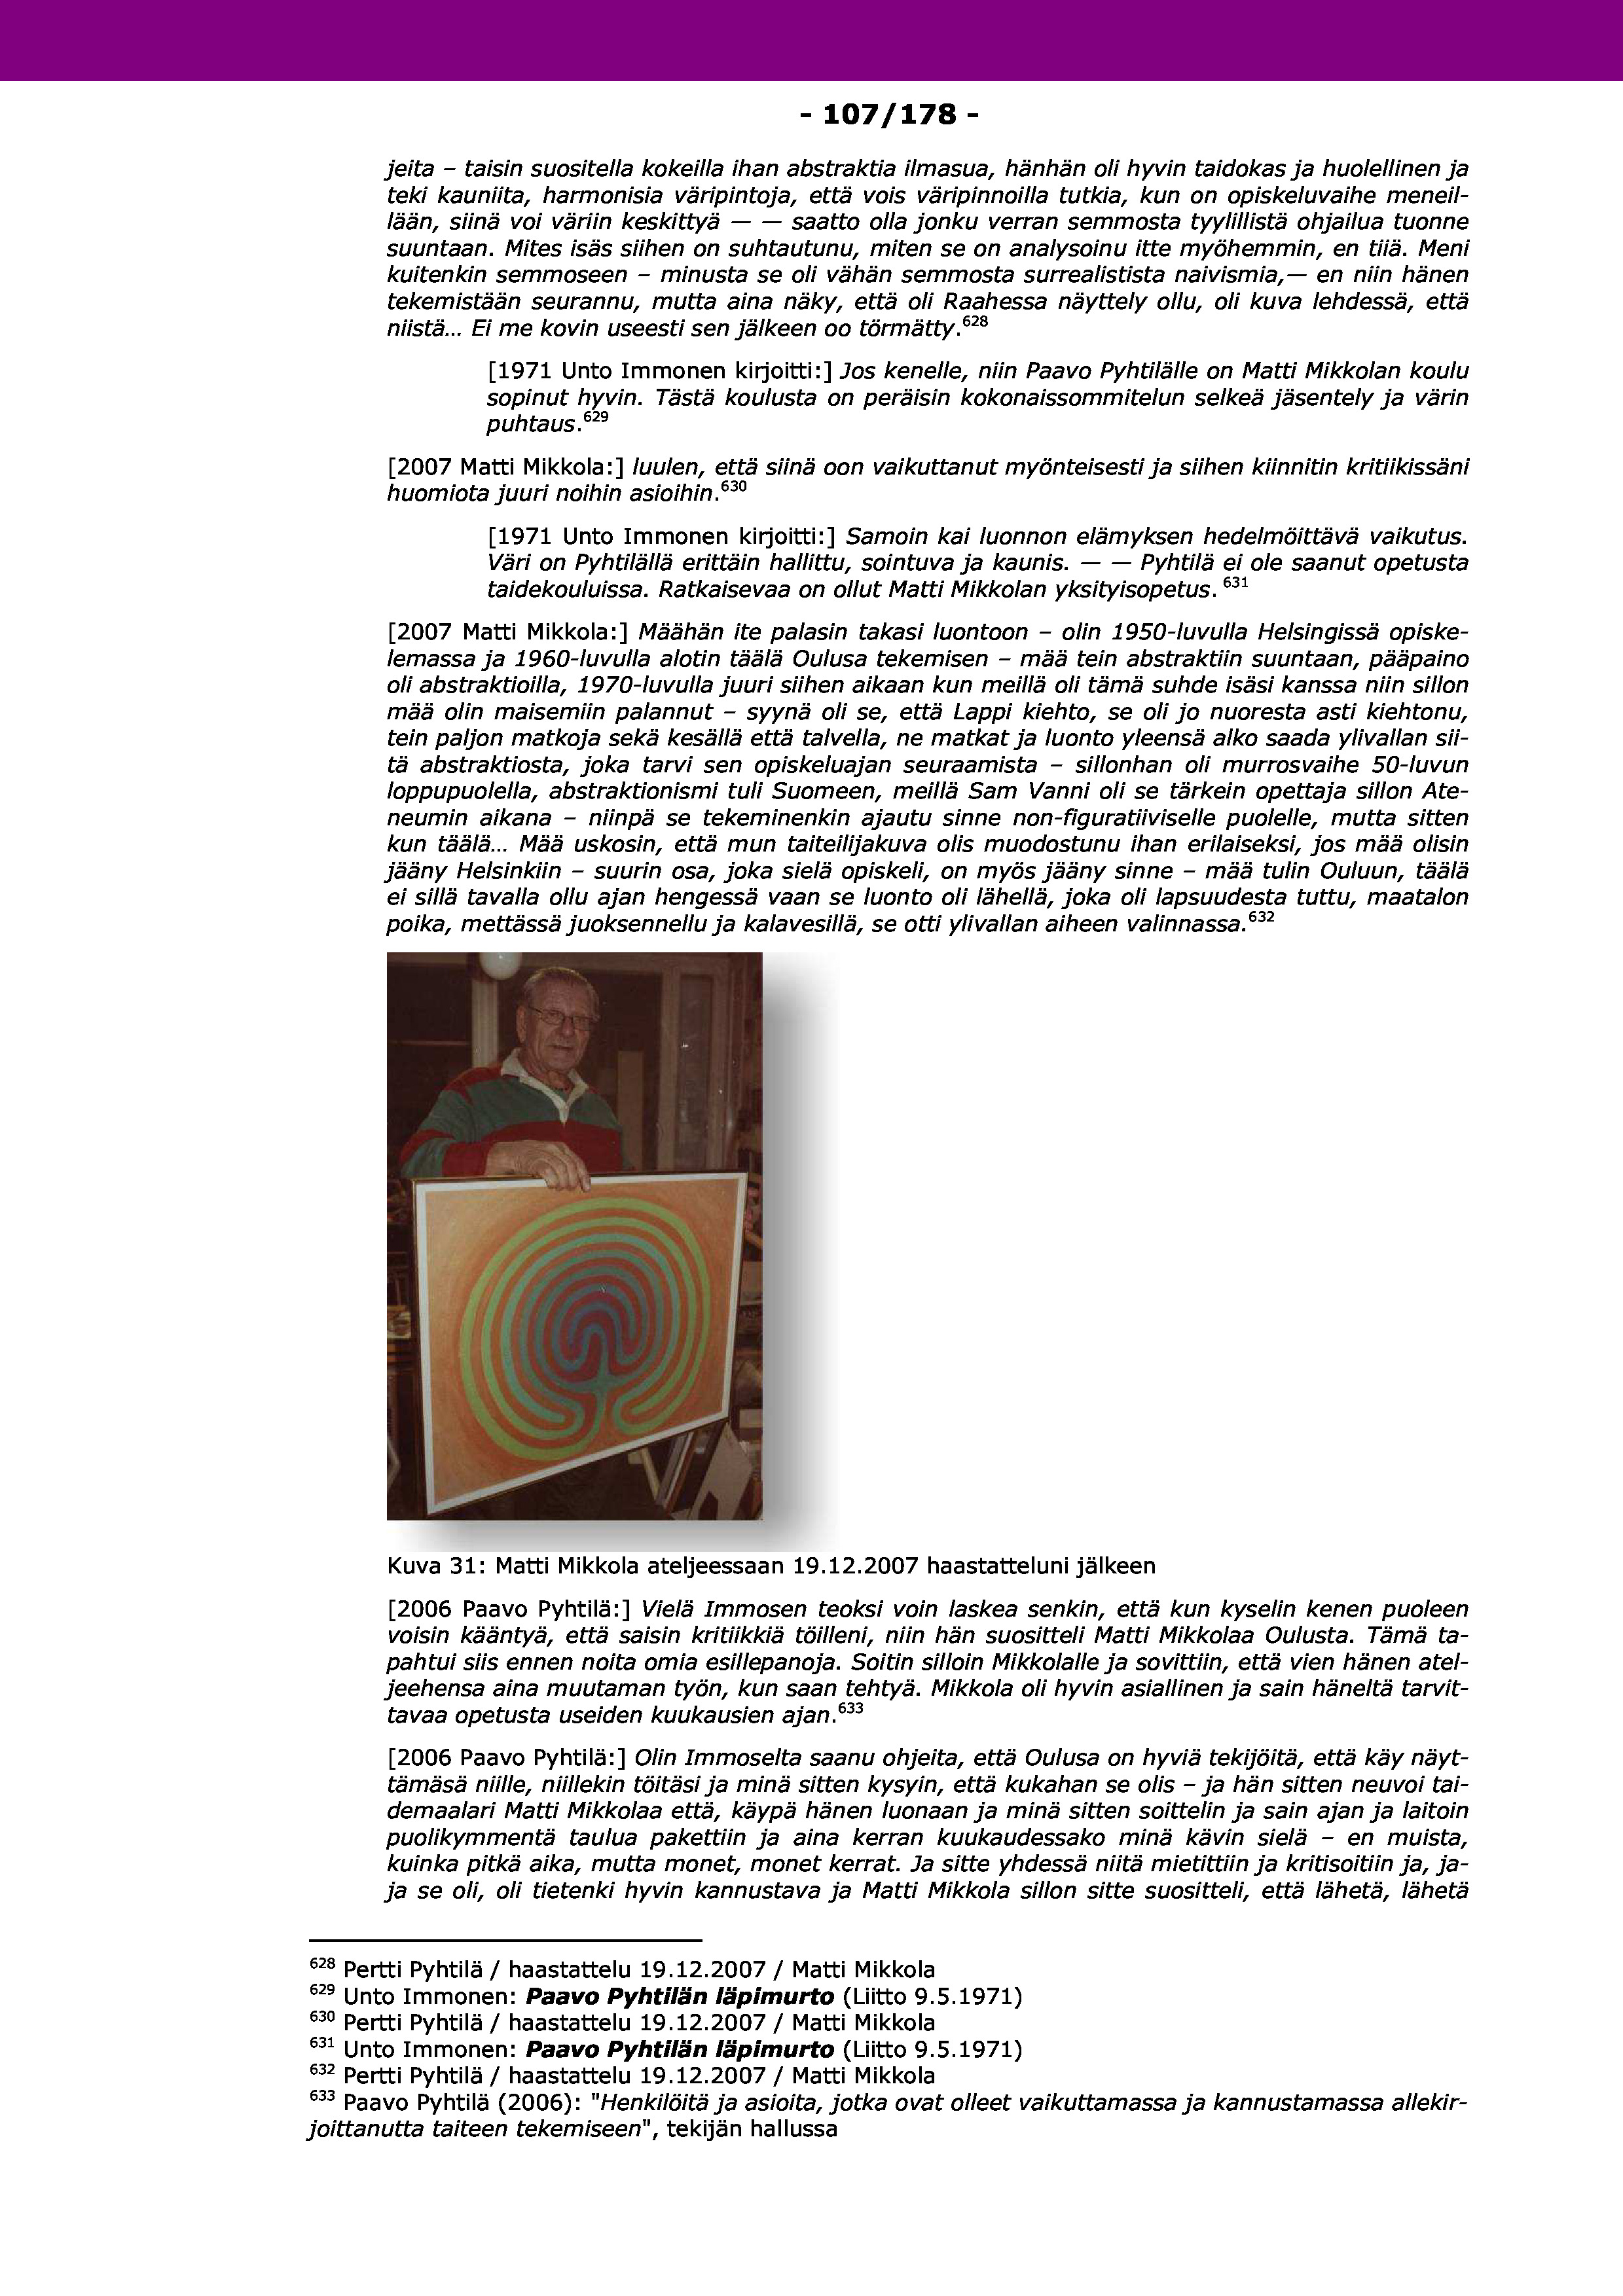 - 107/178 -
jeita – taisin suositella kokeilla ihan abstraktia ilmasua, hänhän oli hyvin taidokas ja huolellinen ja
teki kauniita, harmonisia väripintoja, että vois väripinnoilla tutkia, kun on opiskeluvaihe meneil-
lään, siinä voi väriin keskittyä — — saatto olla jonku verran semmosta tyylillistä ohjailua tuonne
suuntaan. Mites isäs siihen on suhtautunu, miten se on analysoinu itte myöhemmin, en tiiä. Meni
kuitenkin semmoseen – minusta se oli vähän semmosta surrealistista naivismia,— en niin hänen
tekemistään seurannu, mutta aina näky, että oli Raahessa näyttely ollu, oli kuva lehdessä, että
niistä… Ei me kovin useesti sen jälkeen oo törmätty.628
[1971 Unto Immonen kirjoitti:] Jos kenelle, niin Paavo Pyhtilälle on Matti Mikkolan koulu
sopinut hyvin. Tästä koulusta on peräisin kokonaissommitelun selkeä jäsentely ja värin
puhtaus.629
[2007 Matti Mikkola:] luulen, että siinä oon vaikuttanut myönteisesti ja siihen kiinnitin kritiikissäni
huomiota juuri noihin asioihin.630
[1971 Unto Immonen kirjoitti:] Samoin kai luonnon elämyksen hedelmöittävä vaikutus.
Väri on Pyhtilällä erittäin hallittu, sointuva ja kaunis. — — Pyhtilä ei ole saanut opetusta
taidekouluissa. Ratkaisevaa on ollut Matti Mikkolan yksityisopetus. 631
[2007 Matti Mikkola:] Määhän ite palasin takasi luontoon – olin 1950-luvulla Helsingissä opiske-
lemassa ja 1960-luvulla alotin täälä Oulusa tekemisen – mää tein abstraktiin suuntaan, pääpaino
oli abstraktioilla, 1970-luvulla juuri siihen aikaan kun meillä oli tämä suhde isäsi kanssa niin sillon
mää olin maisemiin palannut – syynä oli se, että Lappi kiehto, se oli jo nuoresta asti kiehtonu,
tein paljon matkoja sekä kesällä että talvella, ne matkat ja luonto yleensä alko saada ylivallan sii-
tä abstraktiosta, joka tarvi sen opiskeluajan seuraamista – sillonhan oli murrosvaihe 50-luvun
loppupuolella, abstraktionismi tuli Suomeen, meillä Sam Vanni oli se tärkein opettaja sillon Ate-
neumin aikana – niinpä se tekeminenkin ajautu sinne non-figuratiiviselle puolelle, mutta sitten
kun täälä… Mää uskosin, että mun taiteilijakuva olis muodostunu ihan erilaiseksi, jos mää olisin
jääny Helsinkiin – suurin osa, joka sielä opiskeli, on myös jääny sinne – mää tulin Ouluun, täälä
ei sillä tavalla ollu ajan hengessä vaan se luonto oli lähellä, joka oli lapsuudesta tuttu, maatalon
poika, mettässä juoksennellu ja kalavesillä, se otti ylivallan aiheen valinnassa.632
Kuva 31: Matti Mikkola ateljeessaan 19.12.2007 haastatteluni jälkeen
[2006 Paavo Pyhtilä:] Vielä Immosen teoksi voin laskea senkin, että kun kyselin kenen puoleen
voisin kääntyä, että saisin kritiikkiä töilleni, niin hän suositteli Matti Mikkolaa Oulusta. Tämä ta-
pahtui siis ennen noita omia esillepanoja. Soitin silloin Mikkolalle ja sovittiin, että vien hänen atel-
jeehensa aina muutaman työn, kun saan tehtyä. Mikkola oli hyvin asiallinen ja sain häneltä tarvit-
tavaa opetusta useiden kuukausien ajan.633
[2006 Paavo Pyhtilä:] Olin Immoselta saanu ohjeita, että Oulusa on hyviä tekijöitä, että käy näyt-
tämäsä niille, niillekin töitäsi ja minä sitten kysyin, että kukahan se olis – ja hän sitten neuvoi tai-
demaalari Matti Mikkolaa että, käypä hänen luonaan ja minä sitten soittelin ja sain ajan ja laitoin
puolikymmentä taulua pakettiin ja aina kerran kuukaudessako minä kävin sielä – en muista,
kuinka pitkä aika, mutta monet, monet kerrat. Ja sitte yhdessä niitä mietittiin ja kritisoitiin ja, ja-
ja se oli, oli tietenki hyvin kannustava ja Matti Mikkola sillon sitte suositteli, että lähetä, lähetä
628 Pertti Pyhtilä / haastattelu 19.12.2007 / Matti Mikkola
629 Unto Immonen: Paavo Pyhtilän läpimurto (Liitto 9.5.1971)
630 Pertti Pyhtilä / haastattelu 19.12.2007 / Matti Mikkola
631 Unto Immonen: Paavo Pyhtilän läpimurto (Liitto 9.5.1971)
632 Pertti Pyhtilä / haastattelu 19.12.2007 / Matti Mikkola
633 Paavo Pyhtilä (2006): "Henkilöitä ja asioita, jotka ovat olleet vaikuttamassa ja kannustamassa allekir-
joittanutta taiteen tekemiseen", tekijän hallussa